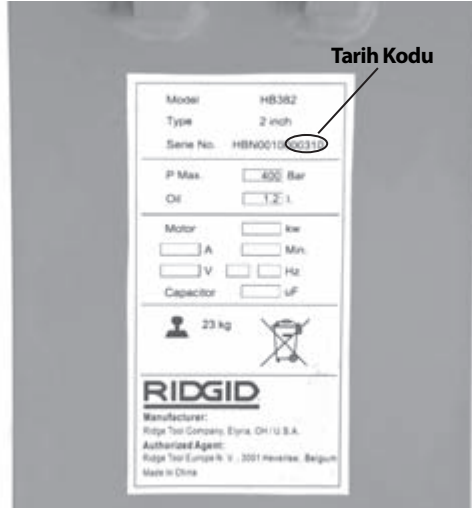 Tarih Kodu
Model HB382
Type 2 inch
Serie No. HBN0010000310
P Max. 400 Bar
Oil 1.2 l.
Motor kw
A Min.
V Hz
Capacitor uF
23 kg
RIDGID
Manufacturer:
Ridge Tool Company, Elyria, OH / U.S.A.
Authorized Agent:
Ridge Tool Europe N. V., 3001 Heverlee, Belgium
Made in China